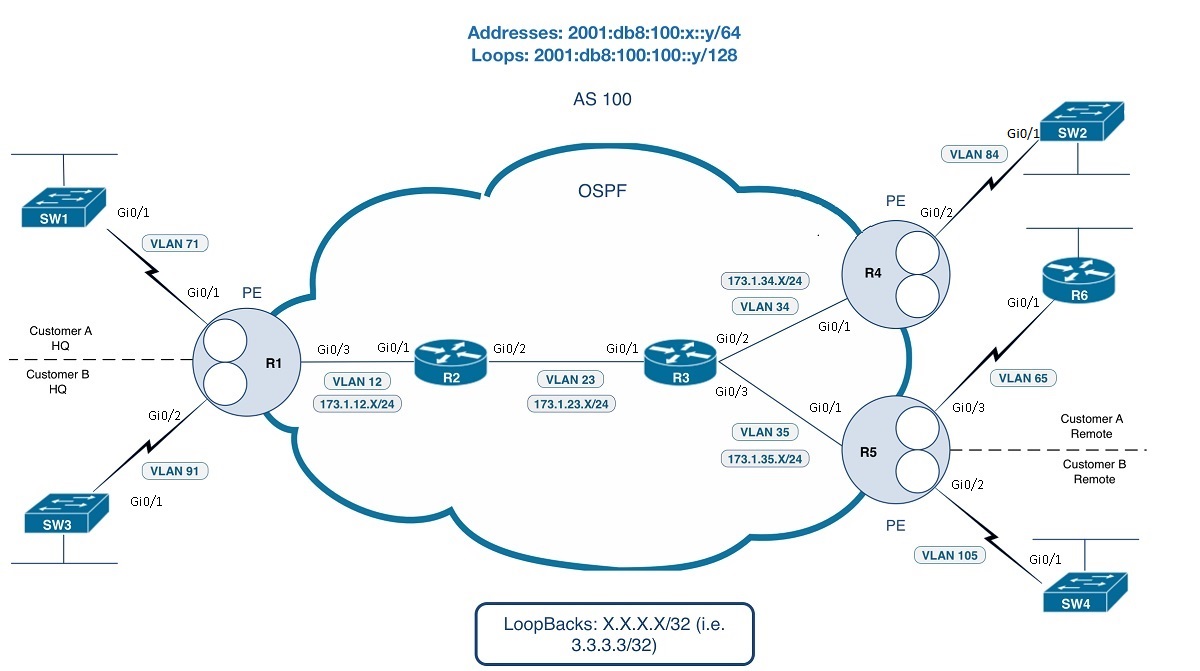 Addresses: 2001:db8:100:x::y/64
Loops: 2001:db8:100:100::y/128
AS 100
OSPF
SW1
Gi0/1
VLAN 71
Gi0/1
PE
Customer A
HQ
Customer B
HQ
R1
Gi0/2
VLAN 91
Gi0/1
SW3
Gi0/3
VLAN 12
173.1.12.X/24
Gi0/1
R2
Gi0/2
VLAN 23
173.1.23.X/24
Gi0/1
R3
Gi0/2
Gi0/3
173.1.34.X/24
VLAN 34
Gi0/1
VLAN 35
173.1.35.X/24
Gi0/1
PE
R4
Gi0/2
VLAN 84
Gi0/1
SW2
R6
Gi0/1
VLAN 65
Gi0/3
R5
PE
Customer A
Remote
Customer B
Remote
Gi0/2
VLAN 105
Gi0/1
SW4
LoopBacks: X.X.X.X/32 (i.e.
3.3.3.3/32)